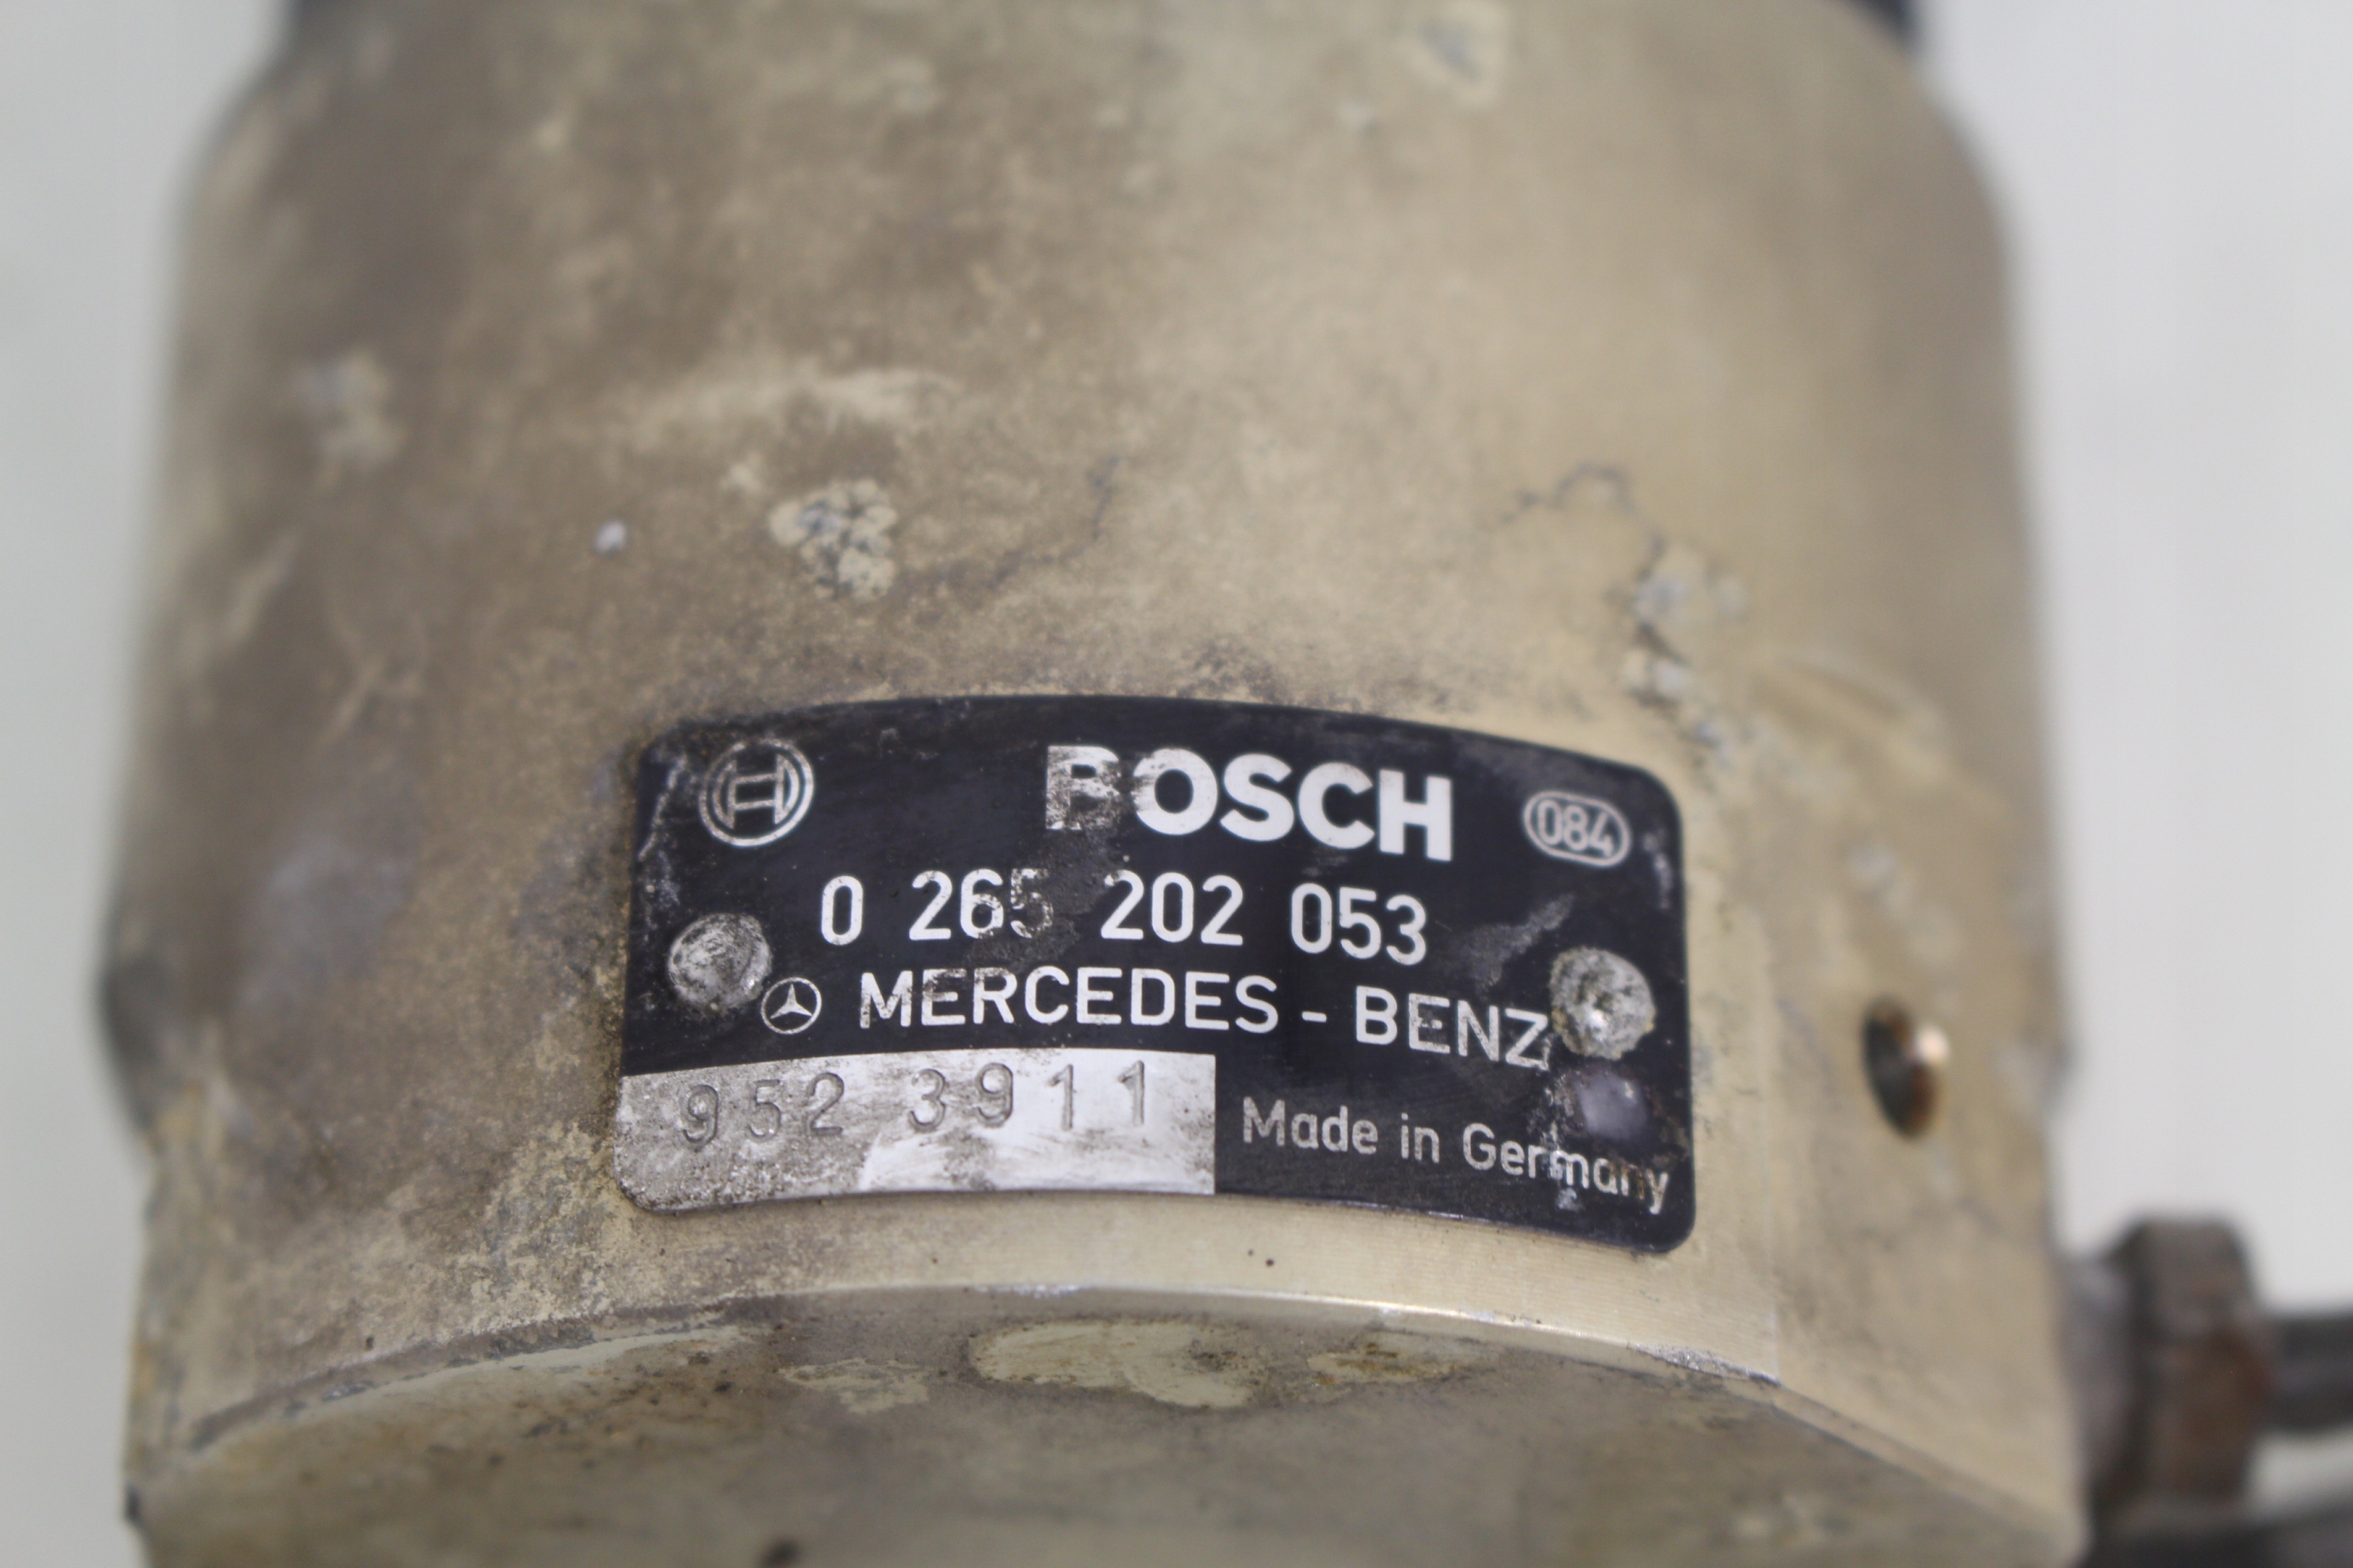 BOSCH 084
0 265 202 053
MERCEDES - BENZ
952 3911
Made in Germany